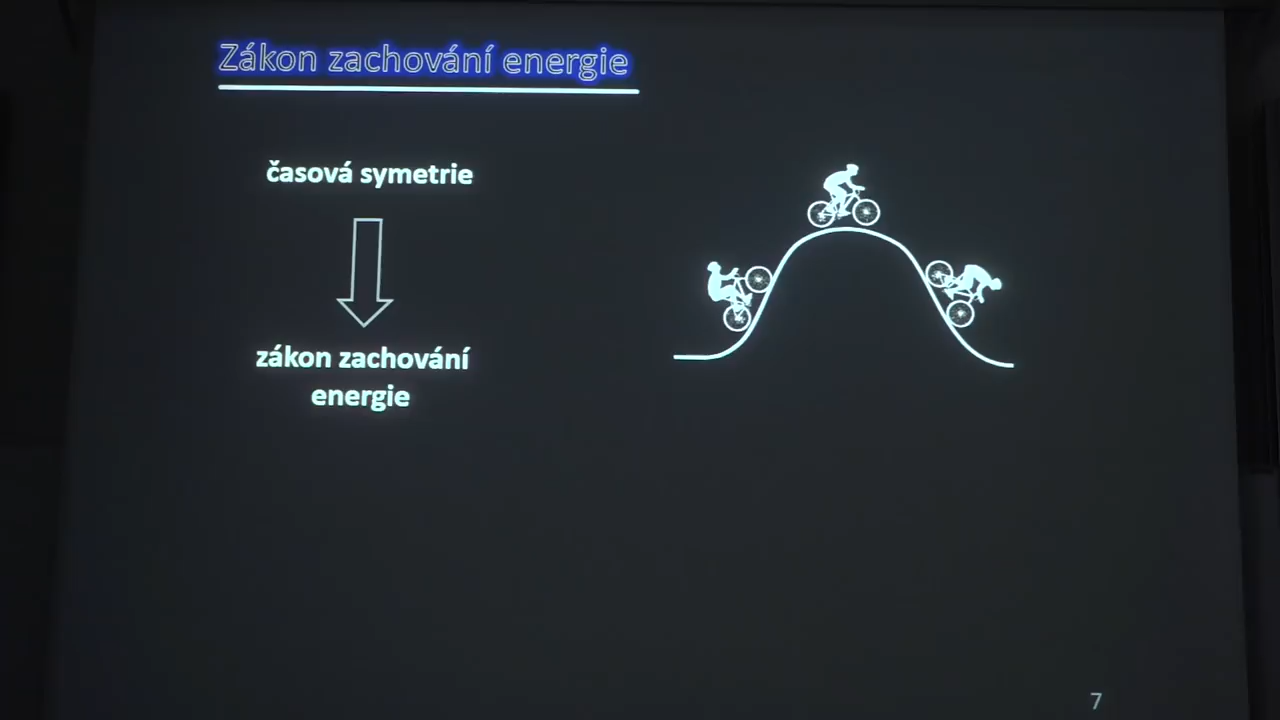 Zákon zachování energie
časová symetrie
zákon zachování
energie
7